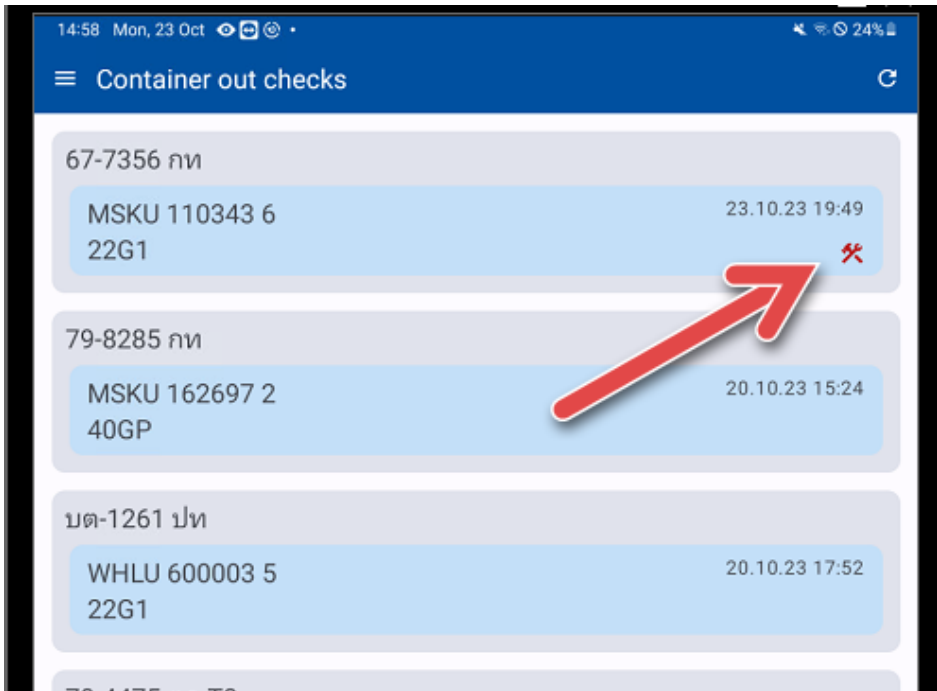 14:58 Mon, 23 Oct
24%
Container out checks
67-7356 กท
MSKU 110343 6
23.10.23 19:49
22G1
79-8285 กท
MSKU 162697 2
20.10.23 15:24
40GP
บต-1261 ปท
WHLU 600003 5
20.10.23 17:52
22G1